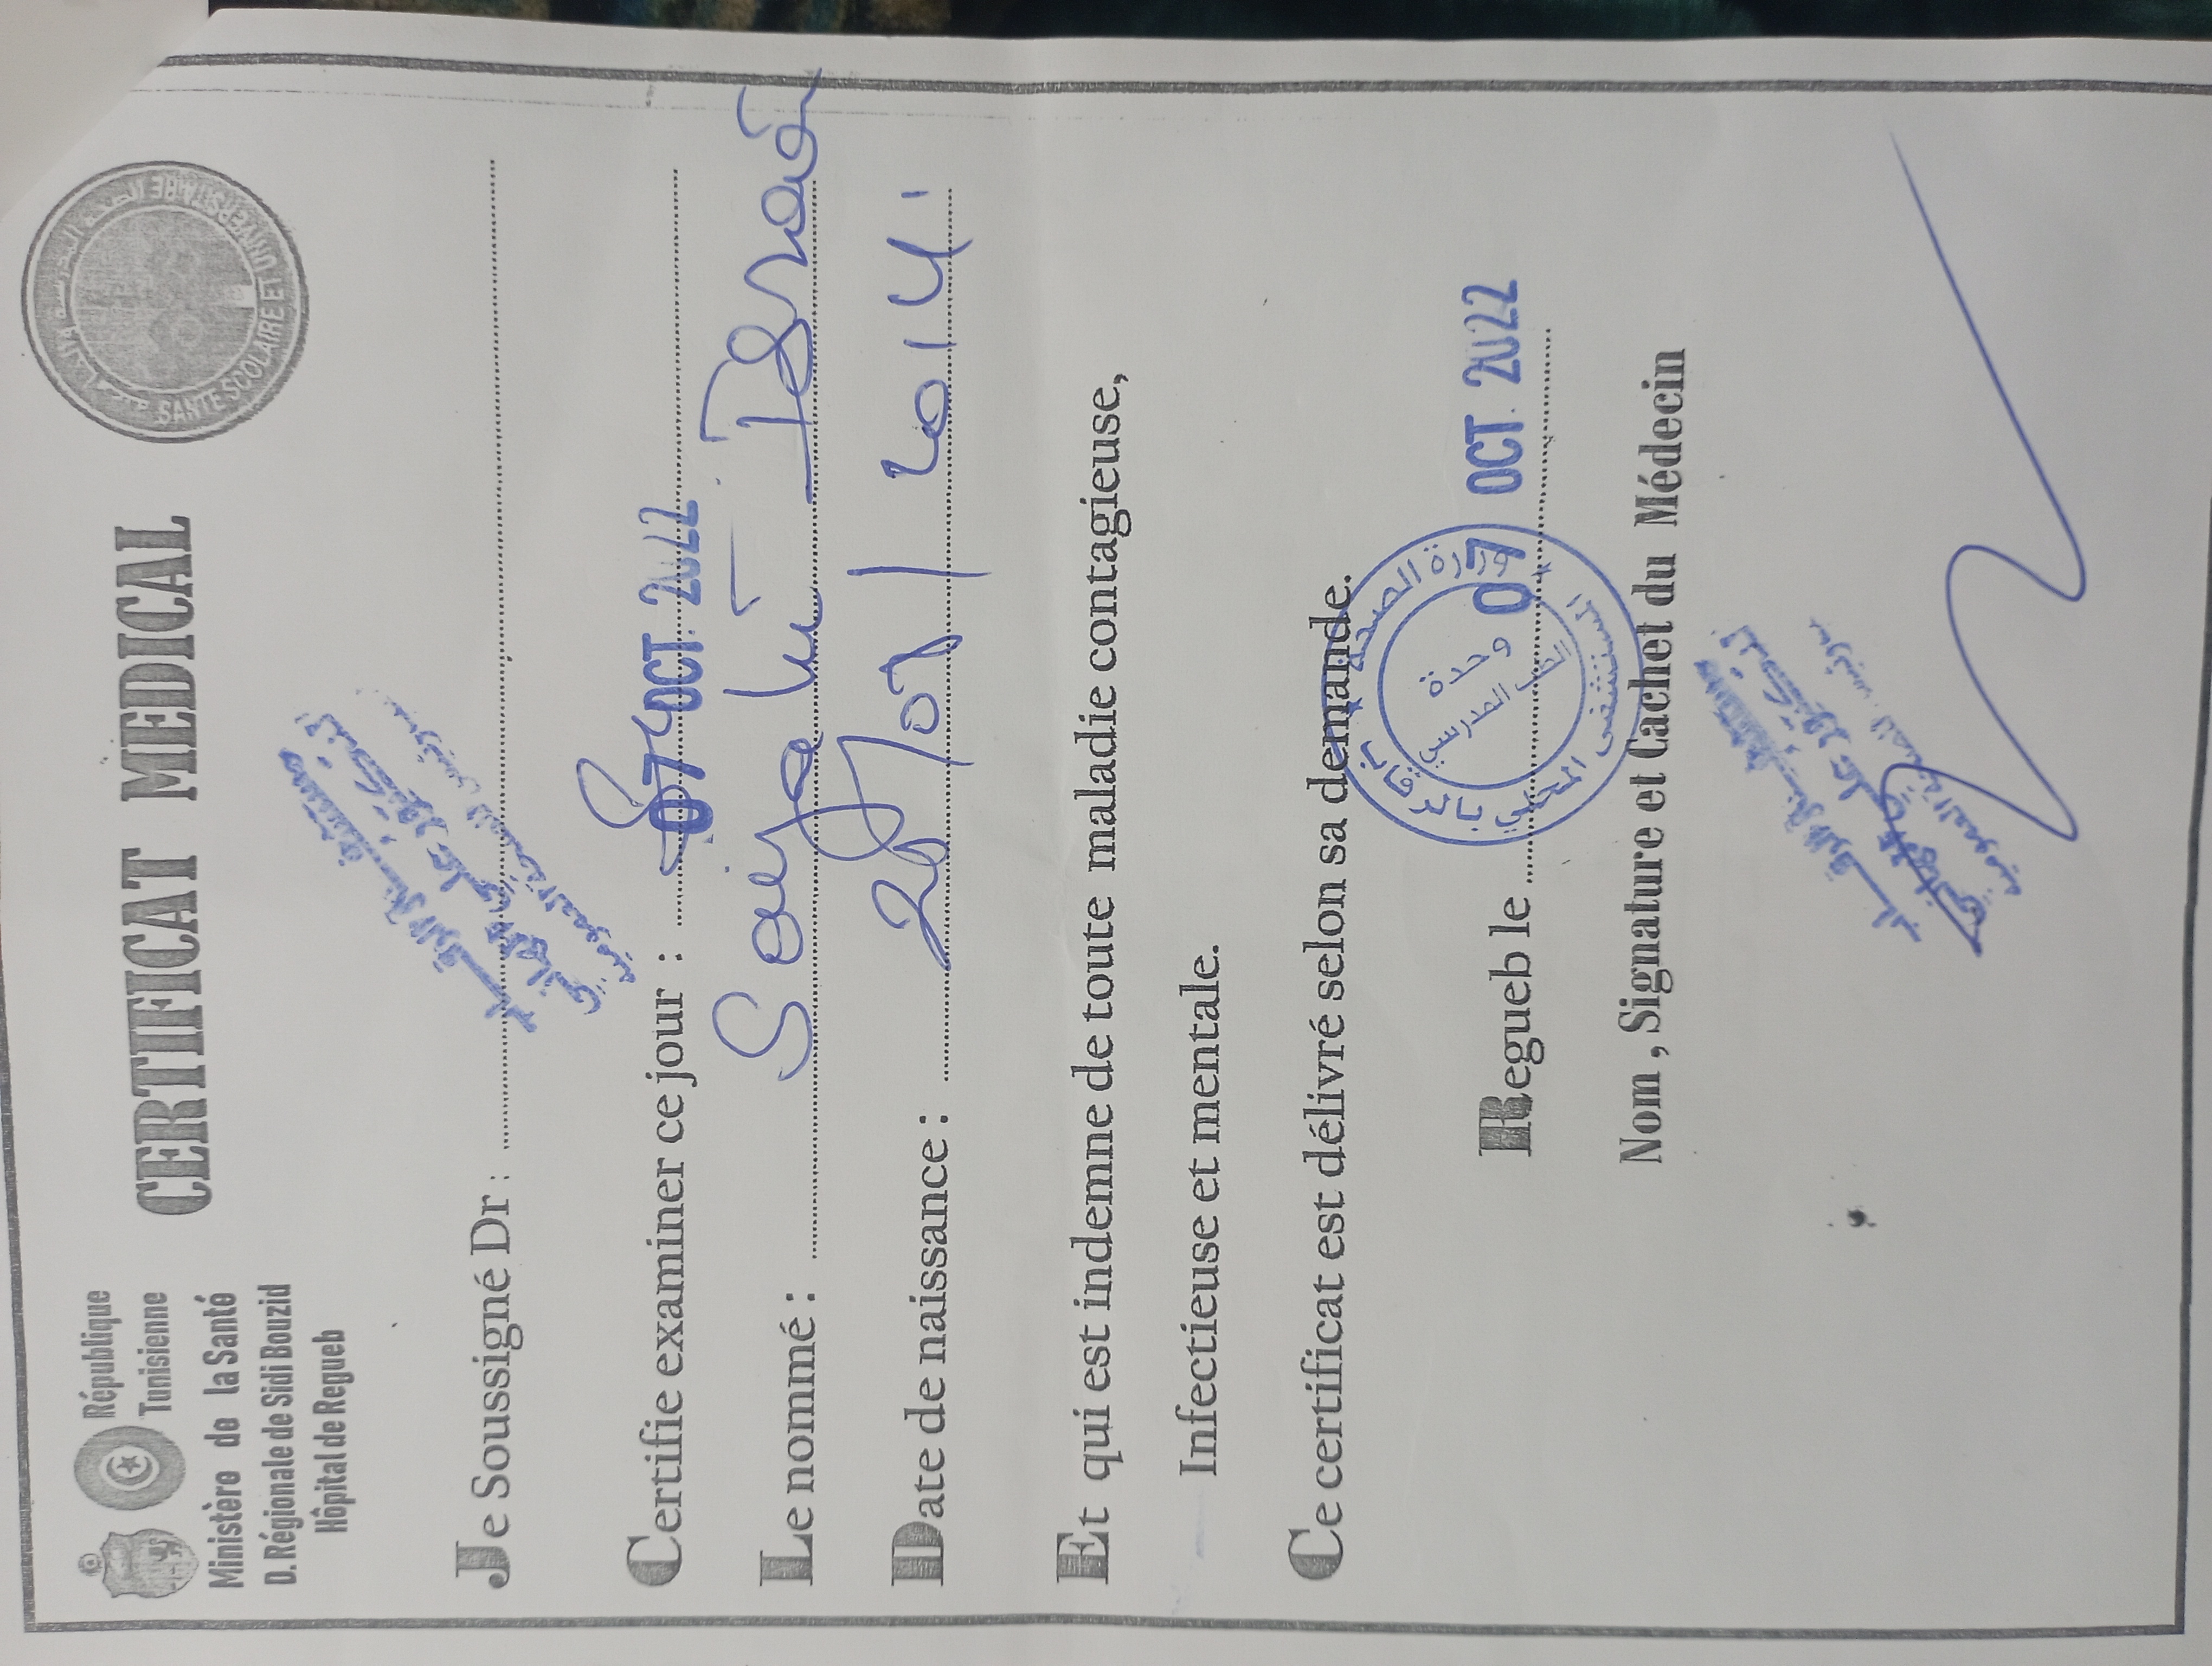 République
Tunisienne
Ministère de la Santé
D. Régionale de Sidi Bouzid
Hôpital de Regueb
CERTIFICAT MEDICAL
SANTE SCOLAIRE ET UNIVERSITAIRE
Je Soussigné Dr :
Certifie examiner ce jour : 07 OCT. 2022
Le nommé :
Date de naissance : 2014
Et qui est indemne de toute maladie contagieuse,
Infectieuse et mentale.
Ce certificat est délivré selon sa demande.
وزارة الصحة
وحدة
الطب المدرسي
المستشفى المحلي بالرقاب
Regueb le 07 OCT. 2022
Nom , Signature et Cachet du Médecin